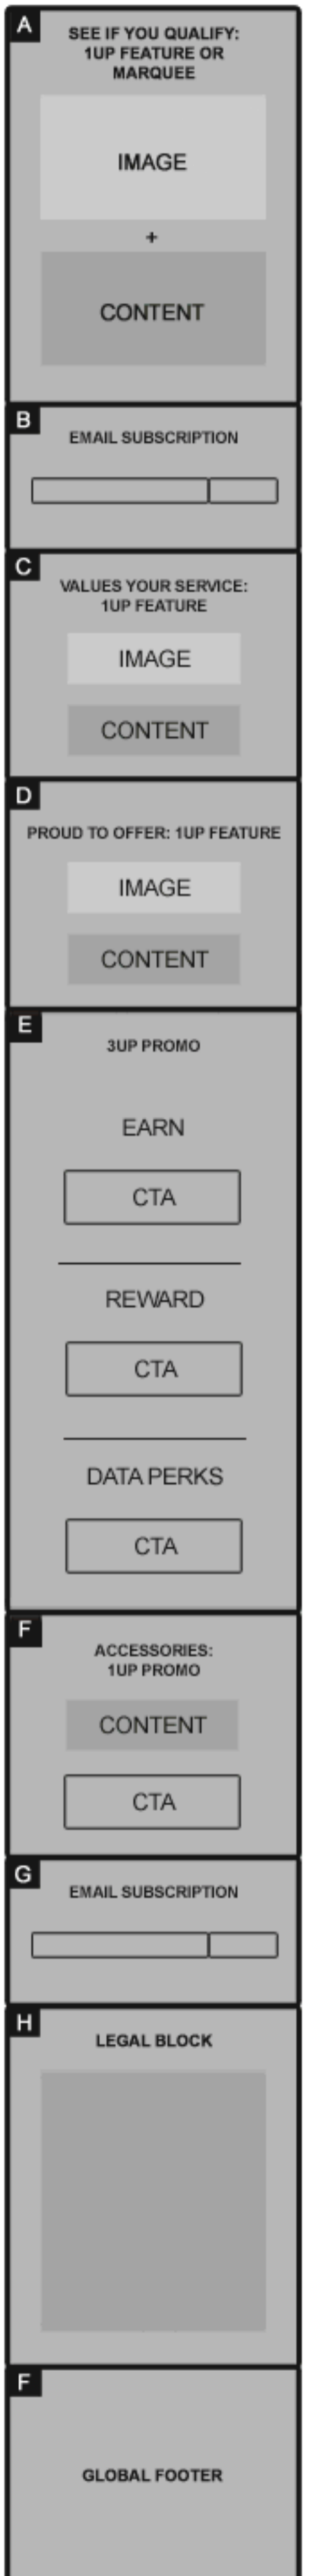 A
SEE IF YOU QUALIFY:
1UP FEATURE OR
MARQUEE
IMAGE
+
CONTENT
B
EMAIL SUBSCRIPTION
C
VALUES YOUR SERVICE:
1UP FEATURE
IMAGE
CONTENT
D
PROUD TO OFFER: 1UP FEATURE
IMAGE
CONTENT
E
3UP PROMO
EARN
CTA
REWARD
CTA
DATA PERKS
CTA
F
ACCESSORIES:
1UP PROMO
CONTENT
CTA
G
EMAIL SUBSCRIPTION
H
LEGAL BLOCK
F
GLOBAL FOOTER